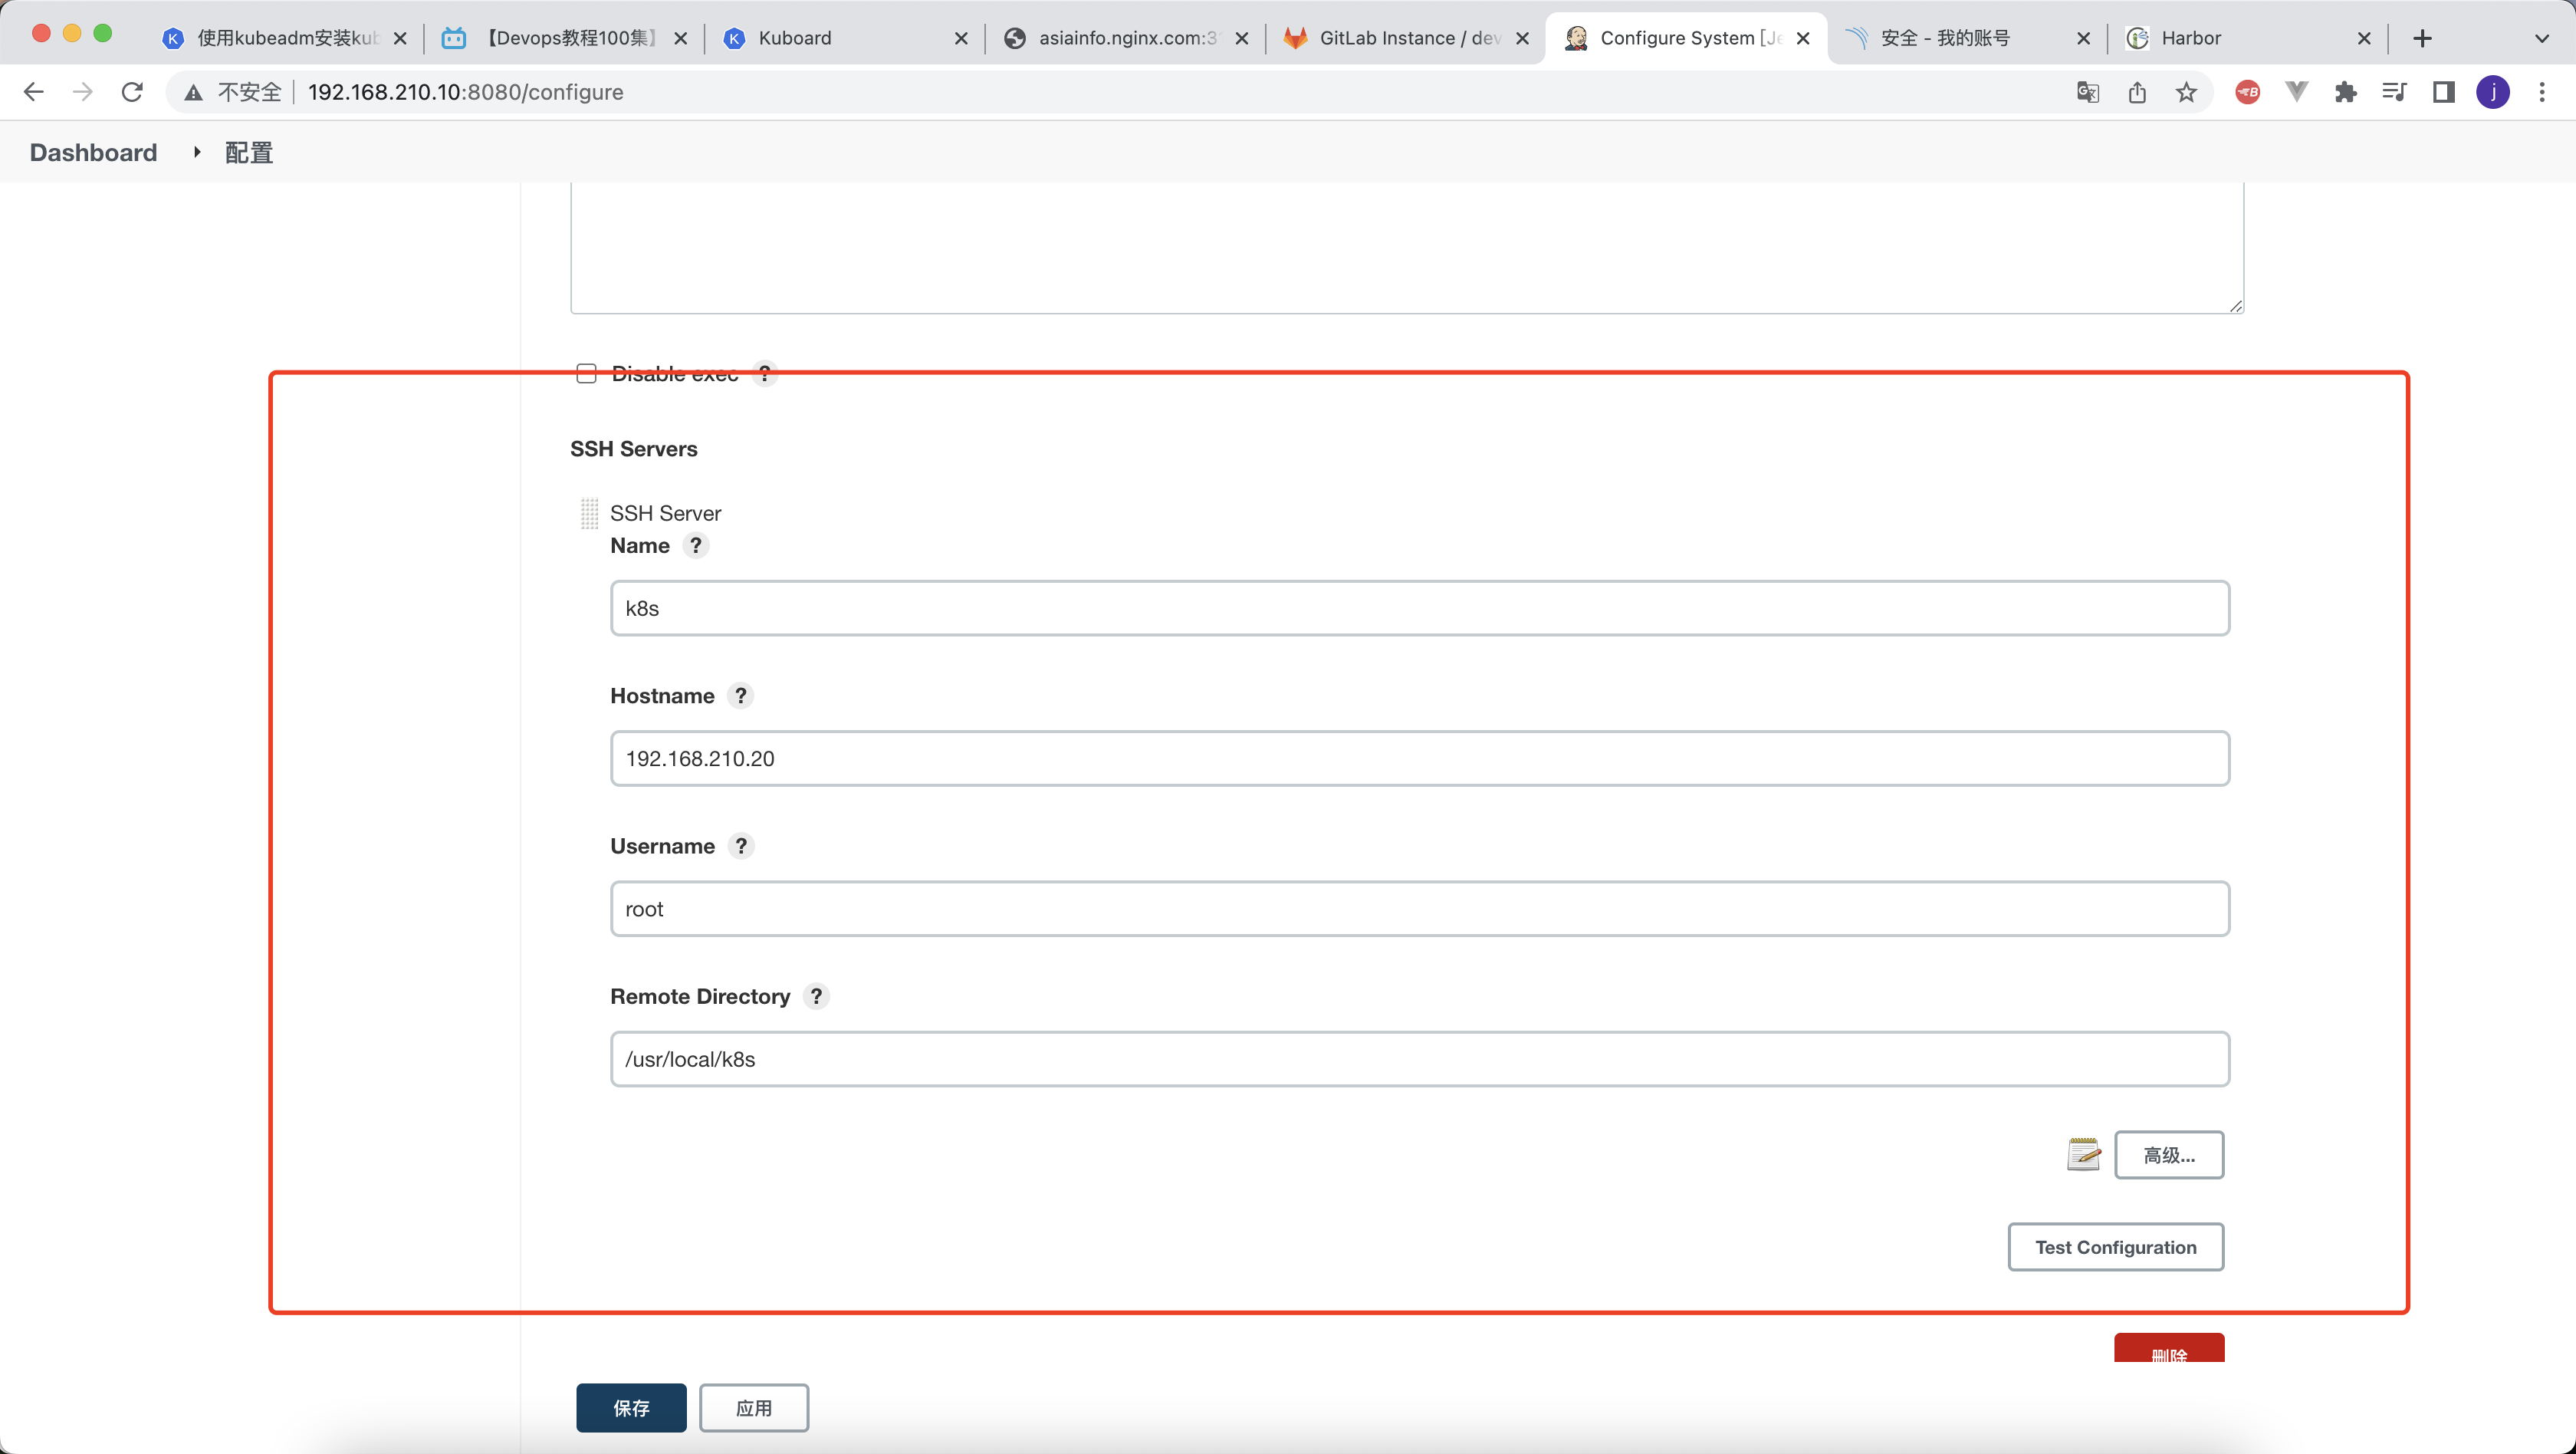 使用kubeadm安装kub
【Devops教程100集】
Kuboard
asiainfo.nginx.com:3
GitLab Instance / dev
Configure System [Je
安全 - 我的账号
Harbor
不安全
192.168.210.10:8080/configure
j
Dashboard
配置
Disable exec ?
SSH Servers
SSH Server
Name ?
k8s
Hostname ?
192.168.210.20
Username ?
root
Remote Directory ?
/usr/local/k8s
高级...
Test Configuration
删除
保存
应用